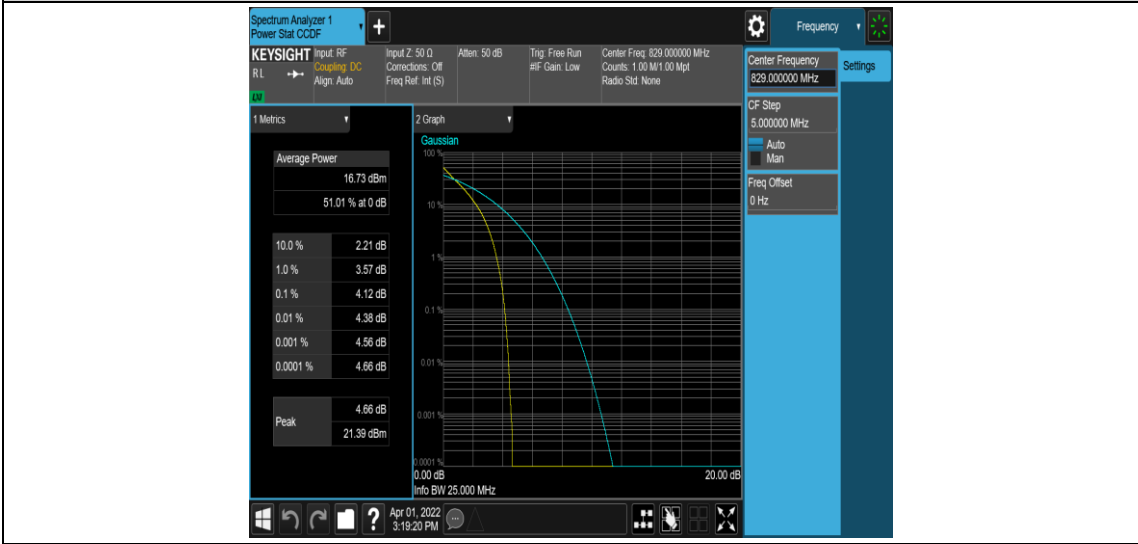 Spectrum Analyzer 1
Power Stat CCDF
+
Frequency
KEYSIGHT
RL
LXI
Input: RF
Coupling: DC
Align: Auto
Input Z: 50 Ω
Corrections: Off
Freq Ref: Int (S)
Atten: 50 dB
Trig: Free Run
#IF Gain: Low
Center Freq: 829.000000 MHz
Counts: 1.00 M/1.00 Mpt
Radio Std: None
Center Frequency
829.000000 MHz
Settings
CF Step
5.000000 MHz
Auto
Man
Freq Offset
0 Hz
1 Metrics
Average Power
16.73 dBm
51.01 % at 0 dB
10.0 % 2.21 dB
1.0 % 3.57 dB
0.1 % 4.12 dB
0.01 % 4.38 dB
0.001 % 4.56 dB
0.0001 % 4.66 dB
Peak
4.66 dB
21.39 dBm
2 Graph
Gaussian
100 %
10 %
1 %
0.1 %
0.01 %
0.001 %
0.0001 %
0.00 dB 20.00 dB
Info BW 25.000 MHz
?
Apr 01, 2022
3:19:20 PM